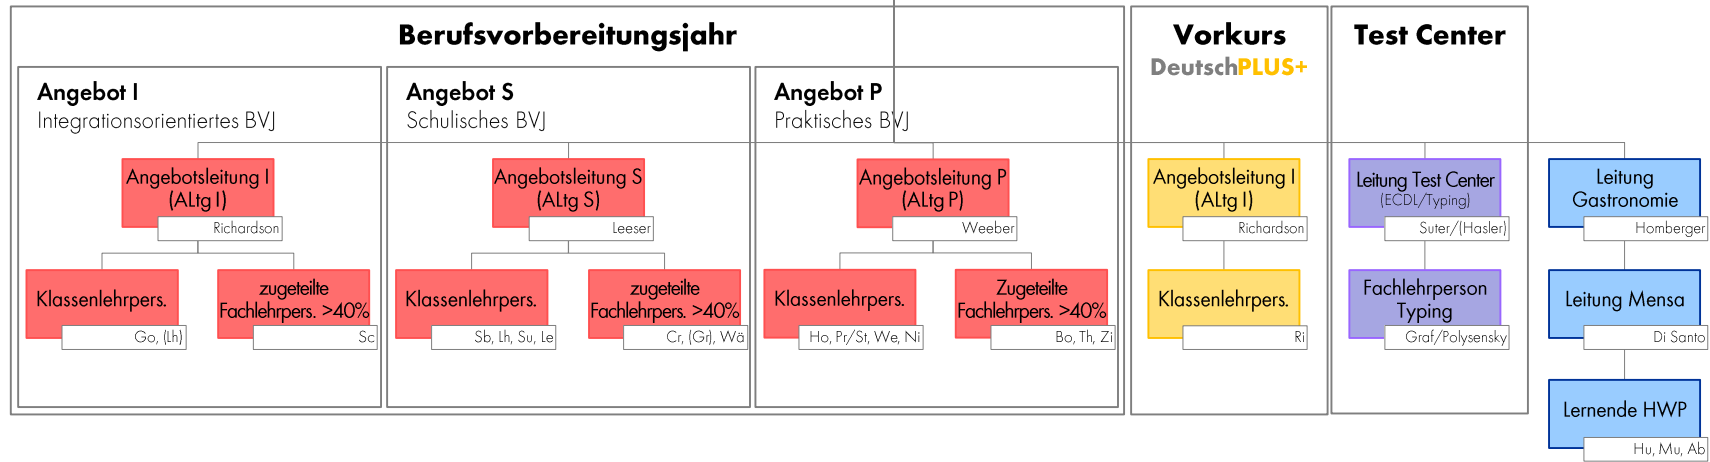 Berufsvorbereitungsjahr
Angebot I
Integrationsorientiertes BVJ
Angebotsleitung I
(ALtg I)
Richardson
Klassenlehrpers.
Go, (Lh)
zugeteilte
Fachlehrpers. >40%
Sc
Angebot S
Schulisches BVJ
Angebotsleitung S
(ALtg S)
Leeser
Klassenlehrpers.
Sb, Lh, Su, Le
zugeteilte
Fachlehrpers. >40%
Cr, (Gr), Wä
Angebot P
Praktisches BVJ
Angebotsleitung P
(ALtg P)
Weeber
Klassenlehrpers.
Ho, Pr/St, We, Ni
Zugeteilte
Fachlehrpers. >40%
Bo, Th, Zi
Vorkurs
DeutschPLUS+
Angebotsleitung I
(ALtg I)
Richardson
Klassenlehrpers.
Ri
Test Center
Leitung Test Center
(ECDL/Typing)
Suter/(Hasler)
Fachlehrperson
Typing
Graf/Polysensky
Leitung
Gastronomie
Homberger
Leitung Mensa
Di Santo
Lernende HWP
Hu, Mu, Ab